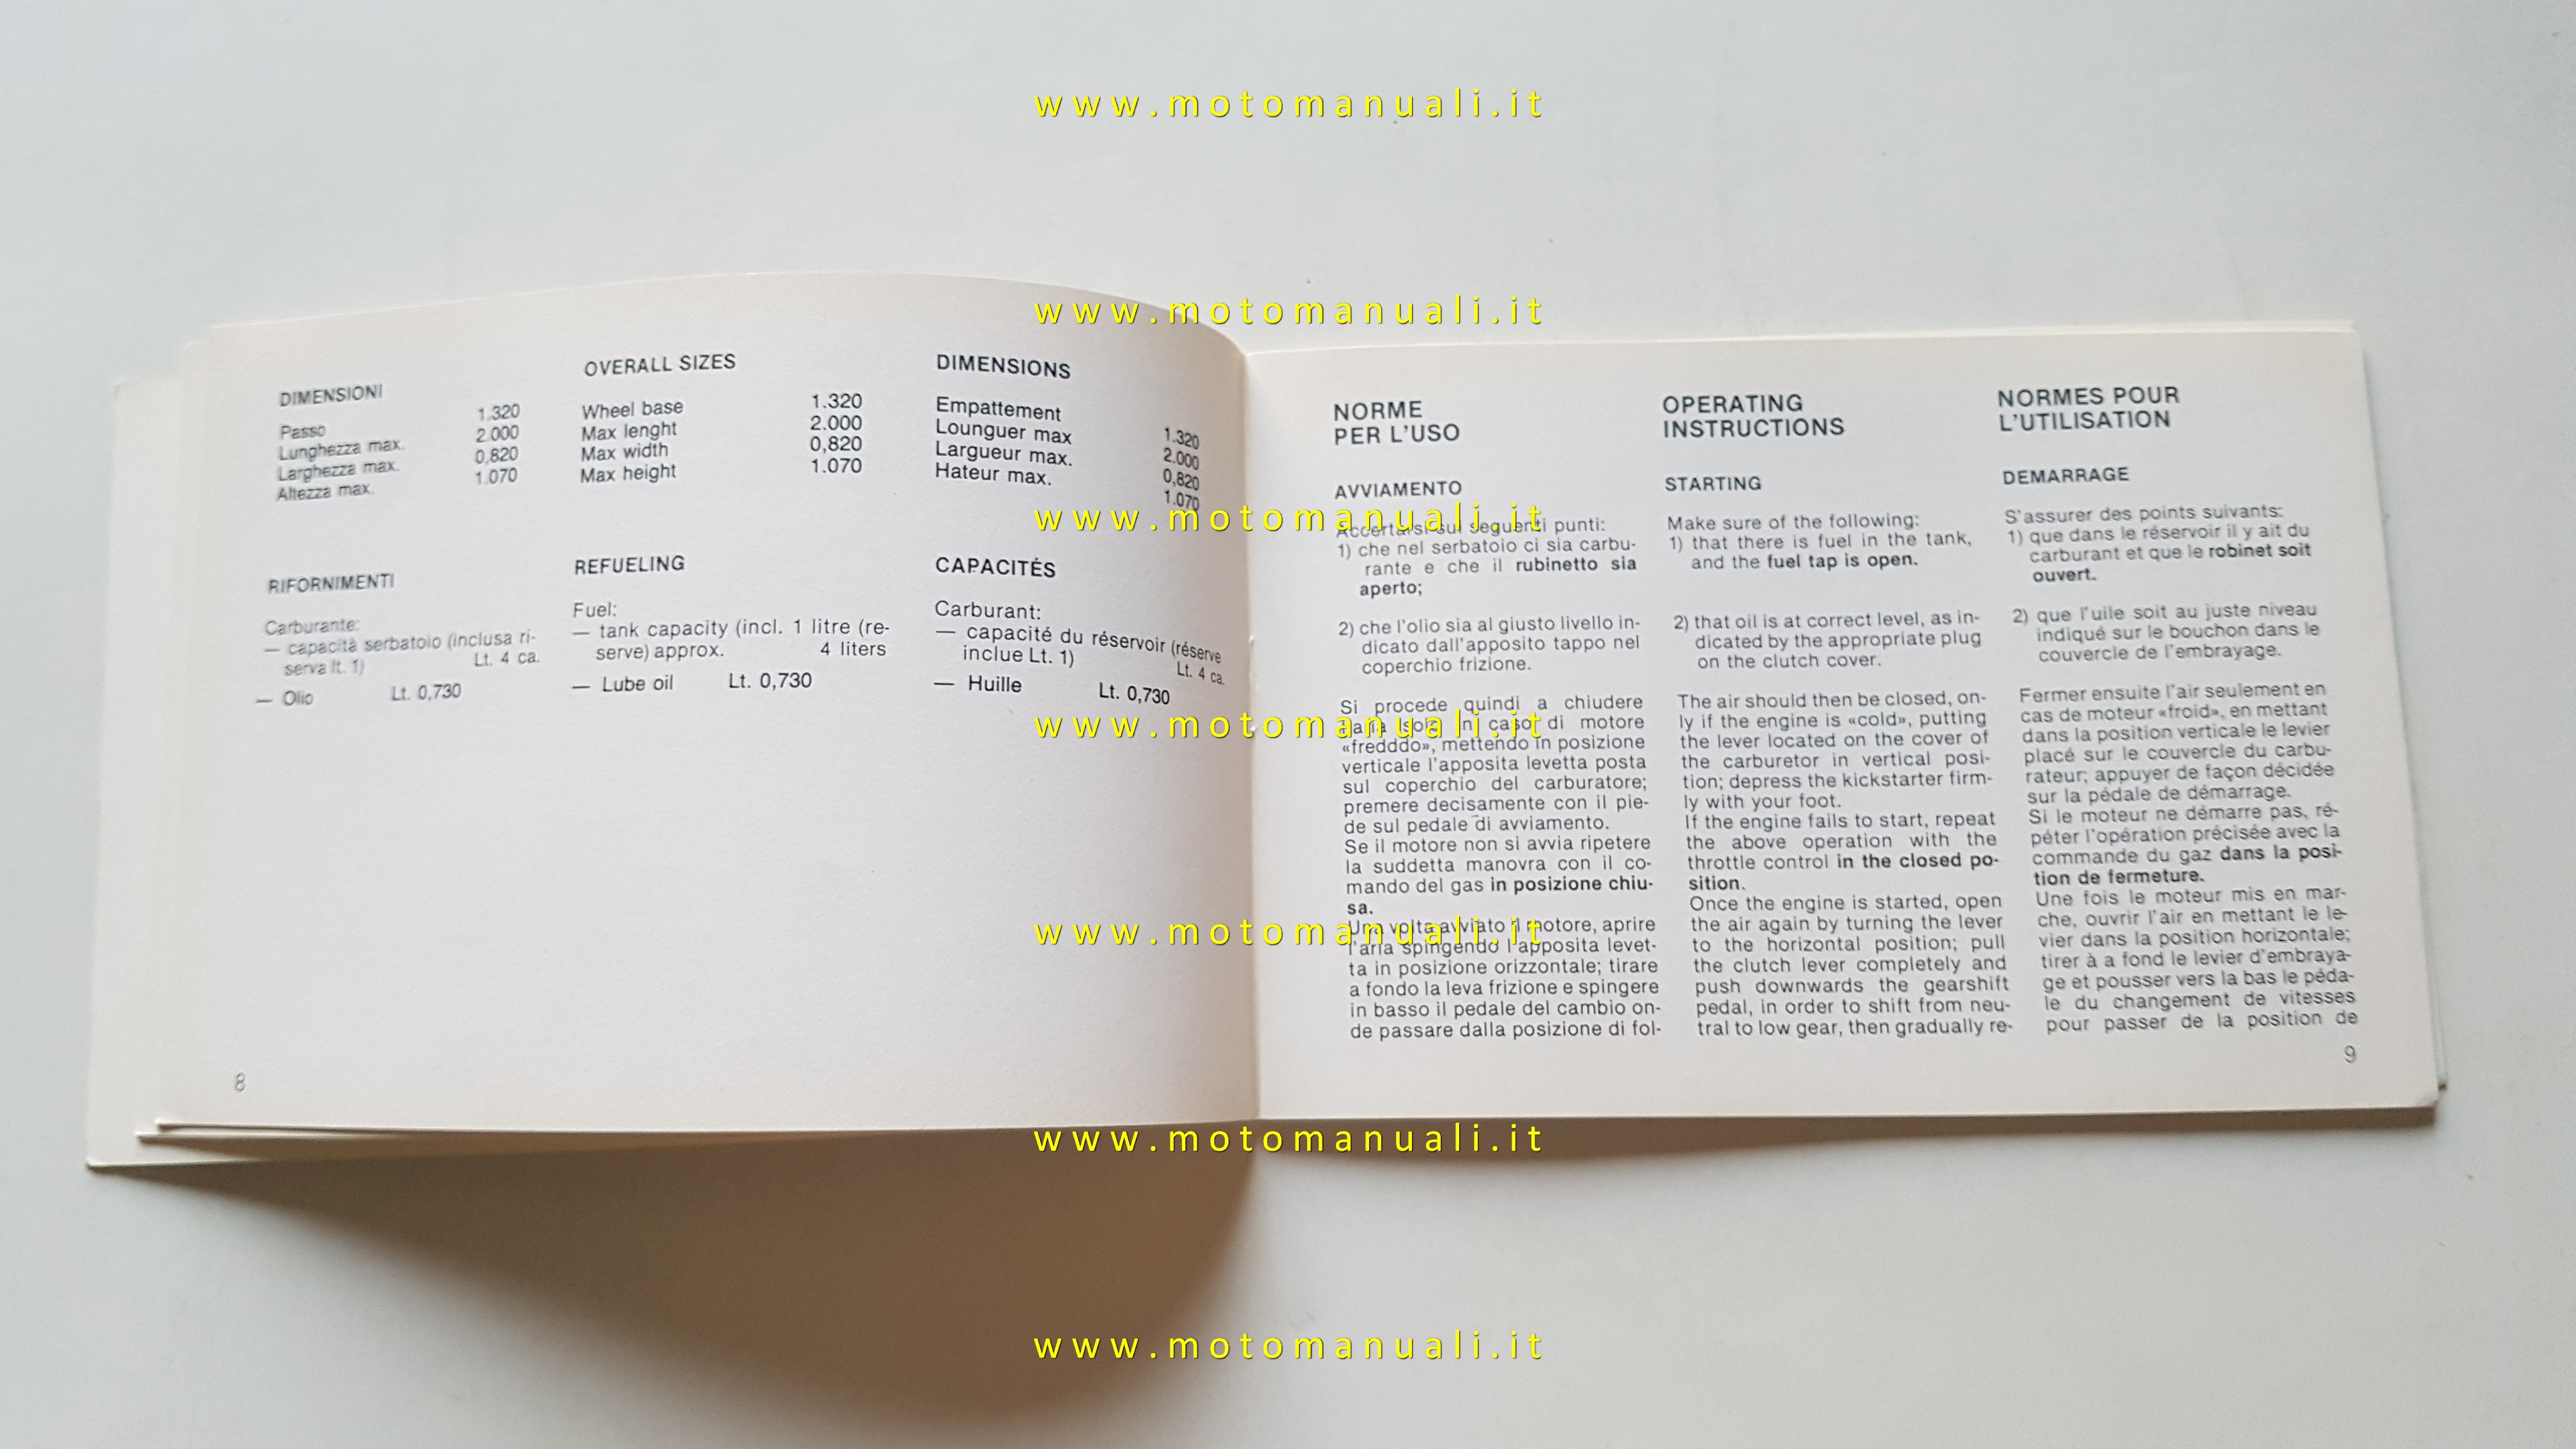 www.motomanuali.it
www.motomanuali.it
DIMENSIONI
Passo 1.320
Lunghezza max. 2.000
Larghezza max. 0,820
Altezza max. 1.070
RIFORNIMENTI
Carburante:
— capacità serbatoio (inclusa ri-
serva lt. 1) Lt. 4 ca.
— Olio Lt. 0,730
OVERALL SIZES
Wheel base 1.320
Max lenght 2.000
Max width 0,820
Max height 1.070
REFUELING
Fuel:
— tank capacity (incl. 1 litre (re-
serve) approx. 4 liters
— Lube oil Lt. 0,730
DIMENSIONS
Empattement 1.320
Lounguer max 2.000
Largueur max. 0,820
Hateur max. 1.070
CAPACITÉS
Carburant:
— capacité du réservoir (réserve
inclue Lt. 1) Lt. 4 ca.
— Huille Lt. 0,730
8
www.motomanuali.it
www.motomanuali.it
www.motomanuali.it
NORME
PER L'USO
AVVIAMENTO
Accertarsi sui seguenti punti:
1) che nel serbatoio ci sia carbu-
rante e che il rubinetto sia
aperto;
2) che l'olio sia al giusto livello in-
dicato dall'apposito tappo nel
coperchio frizione.
Si procede quindi a chiudere
l'aria solo in caso di motore
«fredddo», mettendo in posizione
verticale l'apposita levetta posta
sul coperchio del carburatore;
premere decisamente con il pie-
de sul pedale di avviamento.
Se il motore non si avvia ripetere
la suddetta manovra con il co-
mando del gas in posizione chiu-
sa.
Una volta avviato il motore, aprire
l'aria spingendo l'apposita levet-
ta in posizione orizzontale; tirare
a fondo la leva frizione e spingere
in basso il pedale del cambio on-
de passare dalla posizione di fol-
OPERATING
INSTRUCTIONS
STARTING
Make sure of the following:
1) that there is fuel in the tank,
and the fuel tap is open.
2) that oil is at correct level, as in-
dicated by the appropriate plug
on the clutch cover.
The air should then be closed, on-
ly if the engine is «cold», putting
the lever located on the cover of
the carburetor in vertical posi-
tion; depress the kickstarter firm-
ly with your foot.
If the engine fails to start, repeat
the above operation with the
throttle control in the closed po-
sition.
Once the engine is started, open
the air again by turning the lever
to the horizontal position; pull
the clutch lever completely and
push downwards the gearshift
pedal, in order to shift from neu-
tral to low gear, then gradually re-
NORMES POUR
L'UTILISATION
DEMARRAGE
S'assurer des points suivants:
1) que dans le réservoir il y ait du
carburant et que le robinet soit
ouvert.
2) que l'uile soit au juste niveau
indiqué sur le bouchon dans le
couvercle de l'embrayage.
Fermer ensuite l'air seulement en
cas de moteur «froid», en mettant
dans la position verticale le levier
placé sur le couvercle du carbu-
rateur; appuyer de façon décidée
sur la pédale de démarrage.
Si le moteur ne démarre pas, ré-
péter l'opération précisée avec la
commande du gaz dans la posi-
tion de fermeture.
Une fois le moteur mis en mar-
che, ouvrir l'air en mettant le le-
vier dans la position horizontale;
tirer à a fond le levier d'embraya-
ge et pousser vers la bas le péda-
le du changement de vitesses
pour passer de la position de
9
www.motomanuali.it
www.motomanuali.it